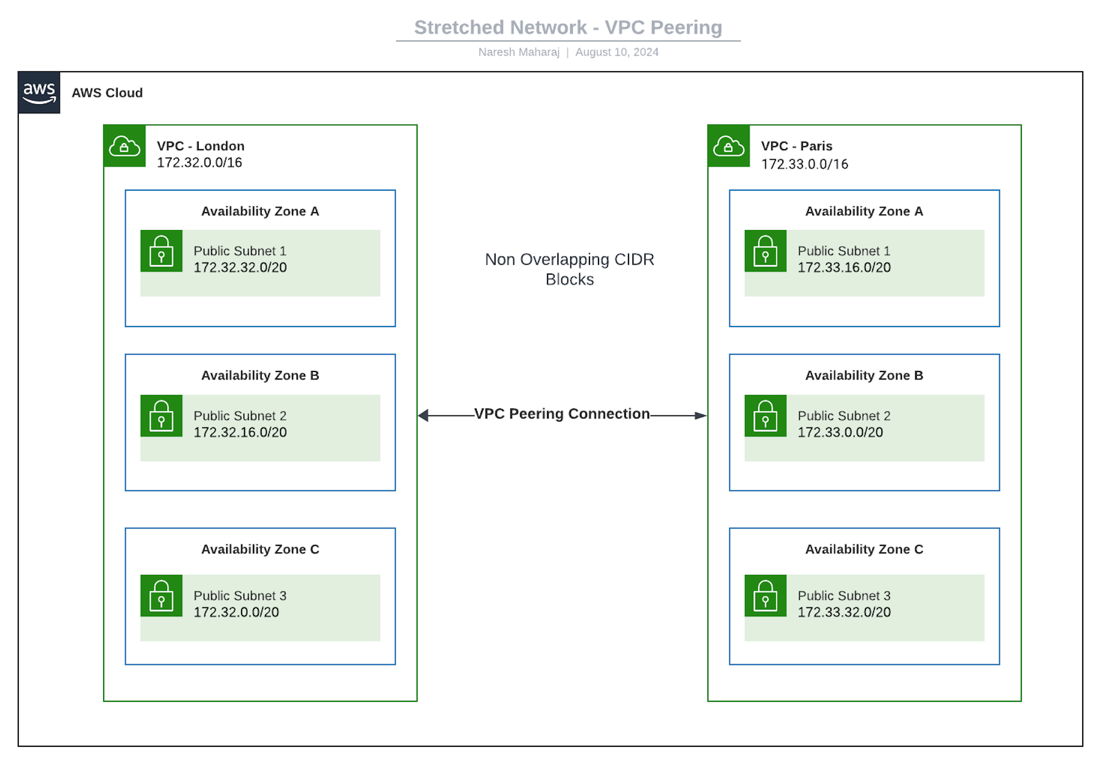 Stretched Network - VPC Peering
Naresh Maharaj | August 10, 2024
aws
AWS Cloud
VPC - London
172.32.0.0/16
Availability Zone A
Public Subnet 1
172.32.32.0/20
Availability Zone B
Public Subnet 2
172.32.16.0/20
Availability Zone C
Public Subnet 3
172.32.0.0/20
Non Overlapping CIDR
Blocks
VPC Peering Connection
VPC - Paris
172.33.0.0/16
Availability Zone A
Public Subnet 1
172.33.16.0/20
Availability Zone B
Public Subnet 2
172.33.0.0/20
Availability Zone C
Public Subnet 3
172.33.32.0/20